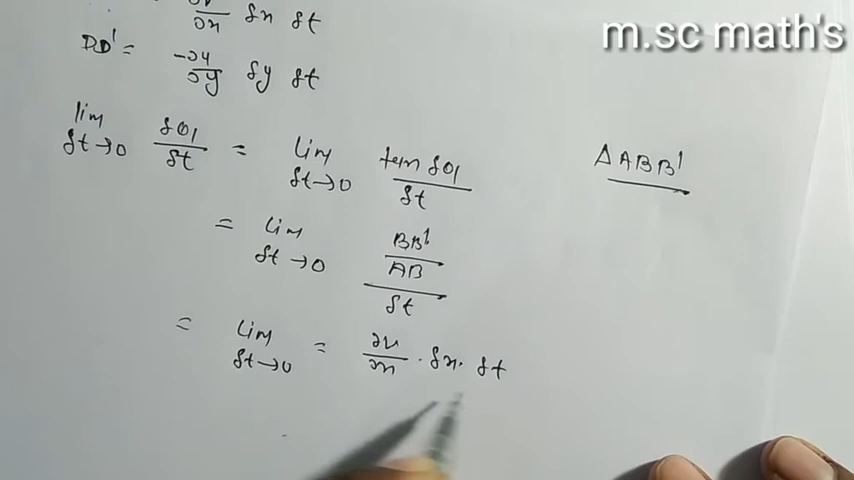 m.sc math's
∂x δx δt
DD' = -∂u/∂y δy δt
lim δt→0 δθ₁/δt = lim δt→0 tan δθ₁/δt
Δ ABB'
= lim δt→0 BB'/AB / δt
= lim δt→0 = ∂v/∂x · δx · δt